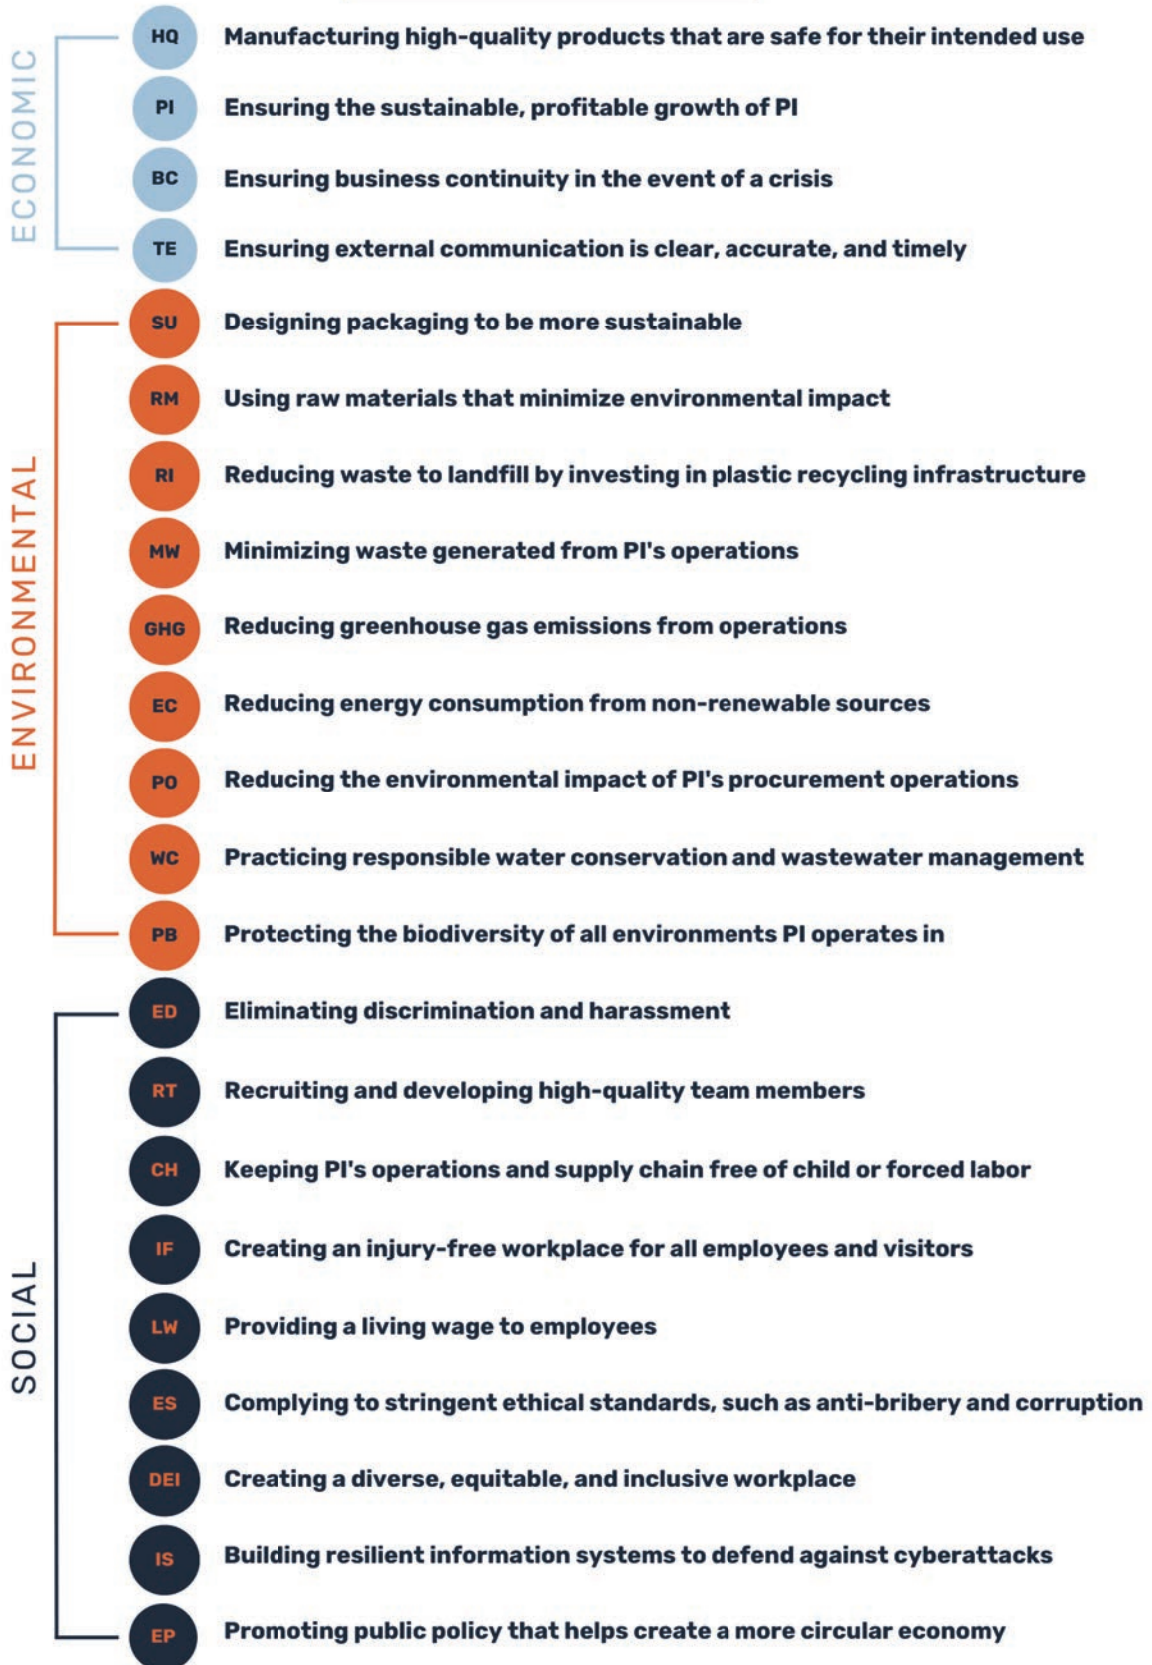 ECONOMIC
HQ Manufacturing high-quality products that are safe for their intended use
PI Ensuring the sustainable, profitable growth of PI
BC Ensuring business continuity in the event of a crisis
TE Ensuring external communication is clear, accurate, and timely
ENVIRONMENTAL
SU Designing packaging to be more sustainable
RM Using raw materials that minimize environmental impact
RI Reducing waste to landfill by investing in plastic recycling infrastructure
MW Minimizing waste generated from PI's operations
GHG Reducing greenhouse gas emissions from operations
EC Reducing energy consumption from non-renewable sources
PO Reducing the environmental impact of PI's procurement operations
WC Practicing responsible water conservation and wastewater management
PB Protecting the biodiversity of all environments PI operates in
SOCIAL
ED Eliminating discrimination and harassment
RT Recruiting and developing high-quality team members
CH Keeping PI's operations and supply chain free of child or forced labor
IF Creating an injury-free workplace for all employees and visitors
LW Providing a living wage to employees
ES Complying to stringent ethical standards, such as anti-bribery and corruption
DEI Creating a diverse, equitable, and inclusive workplace
IS Building resilient information systems to defend against cyberattacks
EP Promoting public policy that helps create a more circular economy